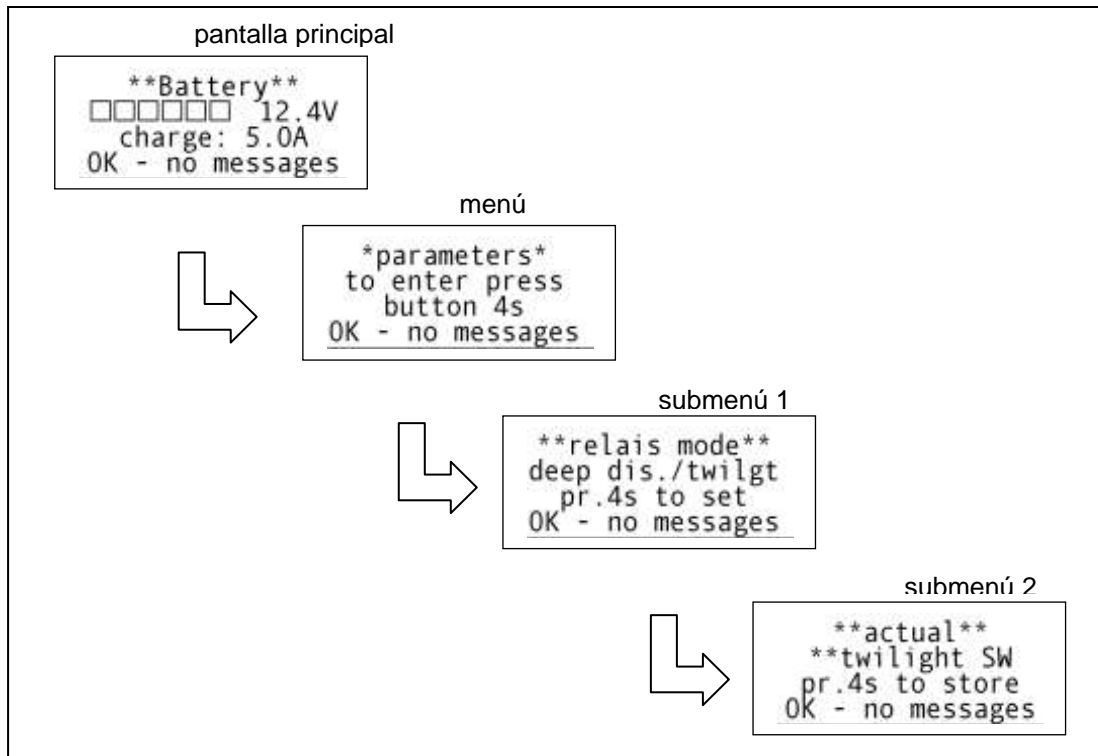 pantalla principal
**Battery**
□□□□□□ 12.4V
charge: 5.0A
OK - no messages
menú
*parameters*
to enter press
button 4s
OK - no messages
submenú 1
**relais mode**
deep dis./twilgt
pr.4s to set
OK - no messages
submenú 2
**actual**
**twilight SW
pr.4s to store
OK - no messages